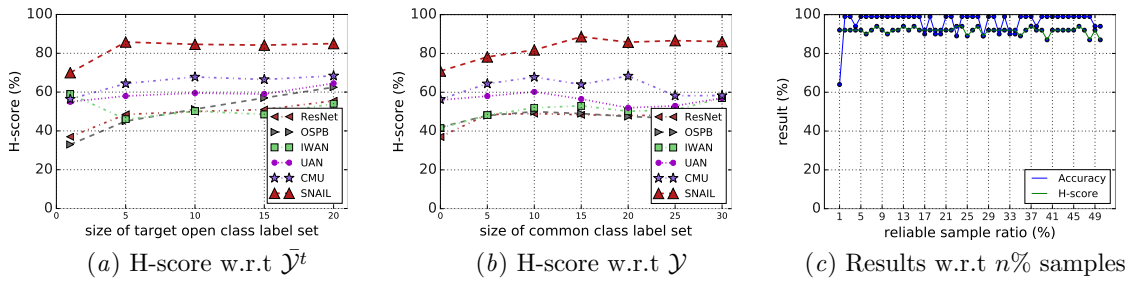 H-score (%)
100
80
60
40
20
0
0 5 10 15 20
size of target open class label set
ResNet
OSPB
IWAN
UAN
CMU
SNAIL
(a) H-score w.r.t 𝒴̄ᵗ
H-score (%)
100
80
60
40
20
0
0 5 10 15 20 25 30
size of common class label set
ResNet
OSPB
IWAN
UAN
CMU
SNAIL
(b) H-score w.r.t 𝒴
result (%)
100
80
60
40
20
0
1 5 9 13 17 21 25 29 33 37 41 45 49
reliable sample ratio (%)
Accuracy
H-score
(c) Results w.r.t n% samples